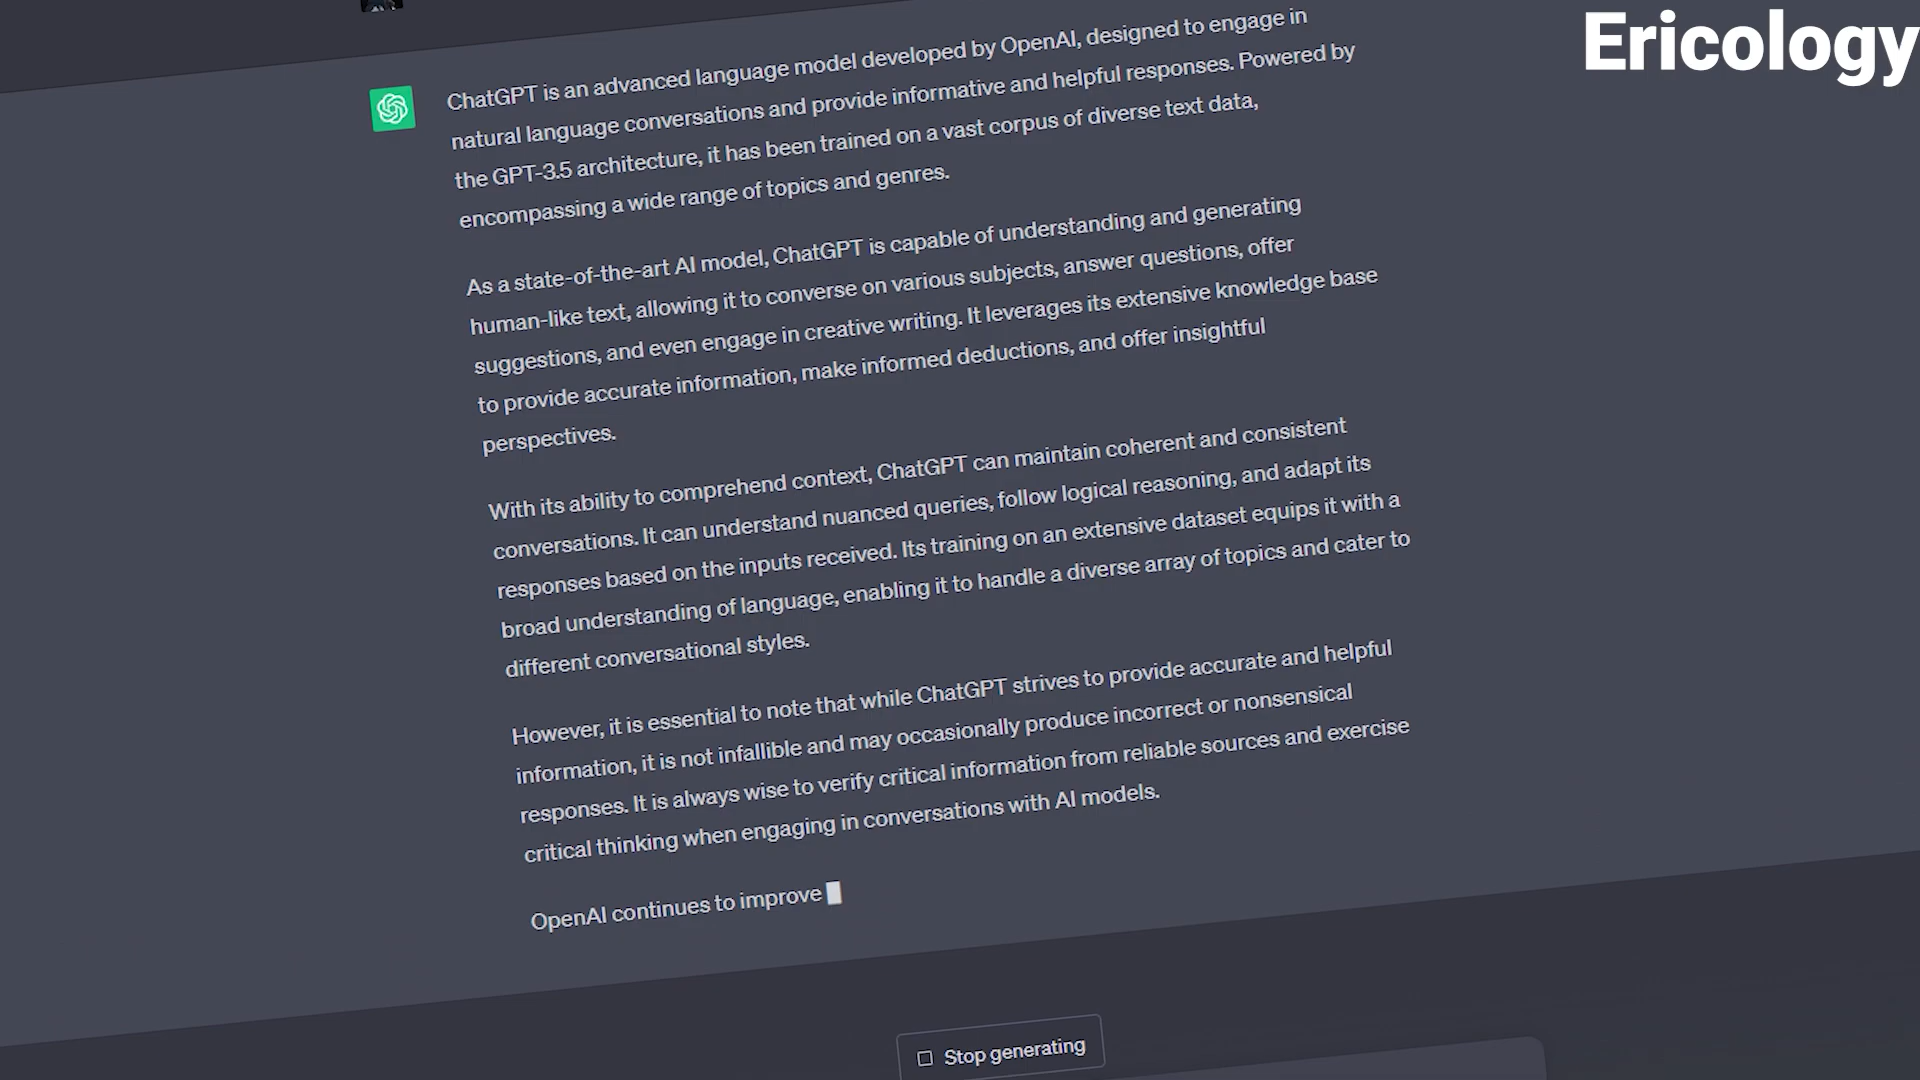 Ericology
ChatGPT is an advanced language model developed by OpenAI, designed to engage in
natural language conversations and provide informative and helpful responses. Powered by
the GPT-3.5 architecture, it has been trained on a vast corpus of diverse text data,
encompassing a wide range of topics and genres.
As a state-of-the-art AI model, ChatGPT is capable of understanding and generating
human-like text, allowing it to converse on various subjects, answer questions, offer
suggestions, and even engage in creative writing. It leverages its extensive knowledge base
to provide accurate information, make informed deductions, and offer insightful
perspectives.
With its ability to comprehend context, ChatGPT can maintain coherent and consistent
conversations. It can understand nuanced queries, follow logical reasoning, and adapt its
responses based on the inputs received. Its training on an extensive dataset equips it with a
broad understanding of language, enabling it to handle a diverse array of topics and cater to
different conversational styles.
However, it is essential to note that while ChatGPT strives to provide accurate and helpful
information, it is not infallible and may occasionally produce incorrect or nonsensical
responses. It is always wise to verify critical information from reliable sources and exercise
critical thinking when engaging in conversations with AI models.
OpenAI continues to improve
Stop generating